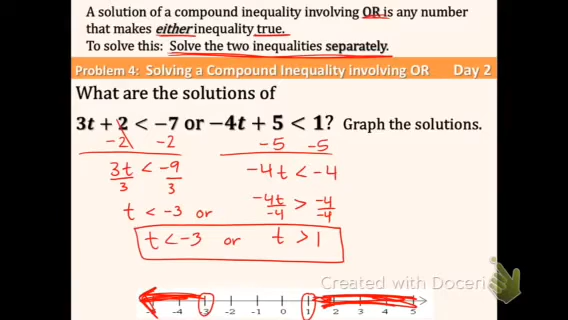 A solution of a compound inequality involving OR is any number
that makes either inequality true.
To solve this: Solve the two inequalities separately.
Problem 4: Solving a Compound Inequality involving OR Day 2
What are the solutions of
3t + 2 < −7 or −4t + 5 < 1? Graph the solutions.
−2 −2 −5 −5
3t < −9 −4t < −4
3 3
−4t > −4
−4 −4
t < −3 or
t < −3 or t > 1
Created with Doceri
−4 −3 −2 −1 0 1 2 3 4 5